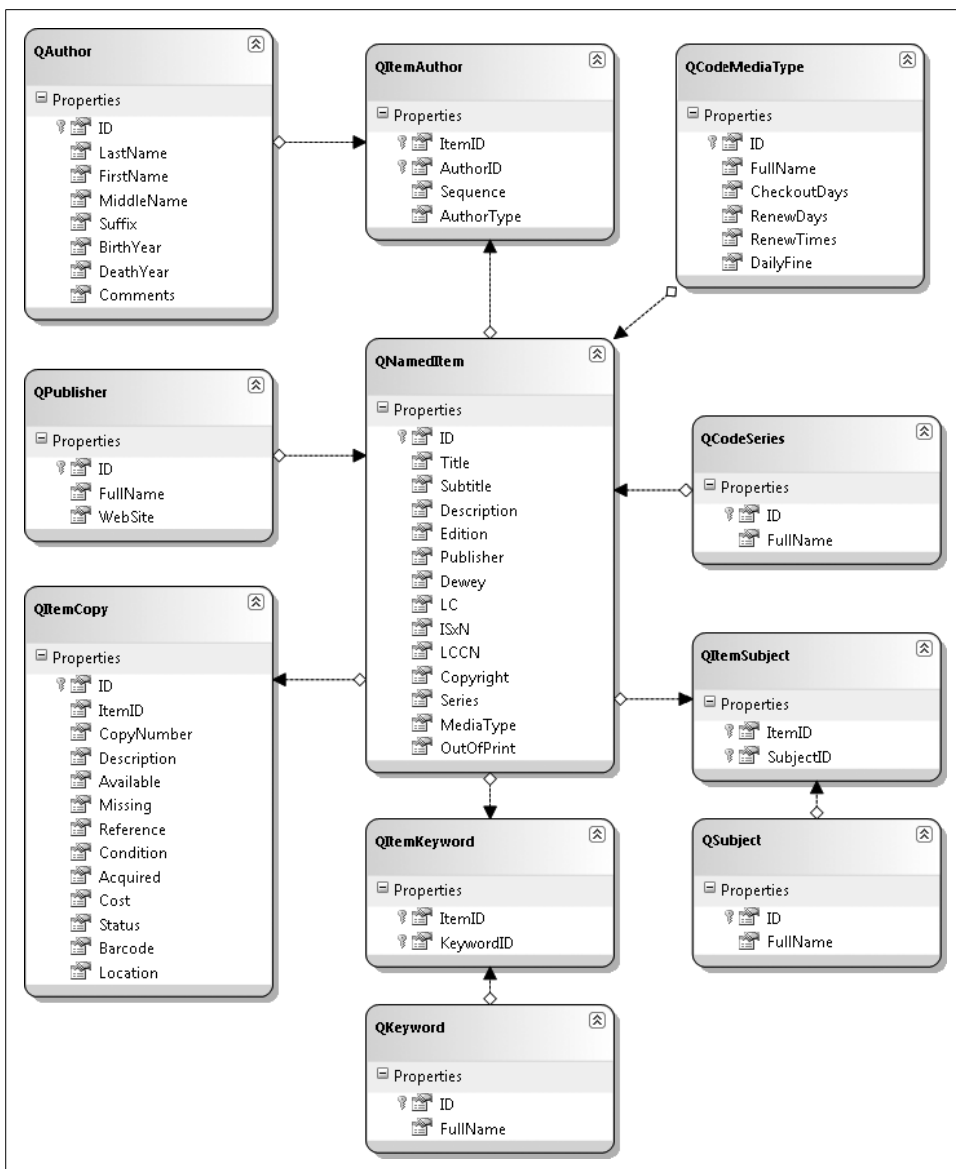 QAuthor
Properties
ID
LastName
FirstName
MiddleName
Suffix
BirthYear
DeathYear
Comments
QItemAuthor
Properties
ItemID
AuthorID
Sequence
AuthorType
QCodeMediaType
Properties
ID
FullName
CheckoutDays
RenewDays
RenewTimes
DailyFine
QPublisher
Properties
ID
FullName
WebSite
QNamedItem
Properties
ID
Title
Subtitle
Description
Edition
Publisher
Dewey
LC
ISxN
LCCN
Copyright
Series
MediaType
OutOfPrint
QCodeSeries
Properties
ID
FullName
QItemCopy
Properties
ID
ItemID
CopyNumber
Description
Available
Missing
Reference
Condition
Acquired
Cost
Status
Barcode
Location
QItemSubject
Properties
ItemID
SubjectID
QItemKeyword
Properties
ItemID
KeywordID
QSubject
Properties
ID
FullName
QKeyword
Properties
ID
FullName